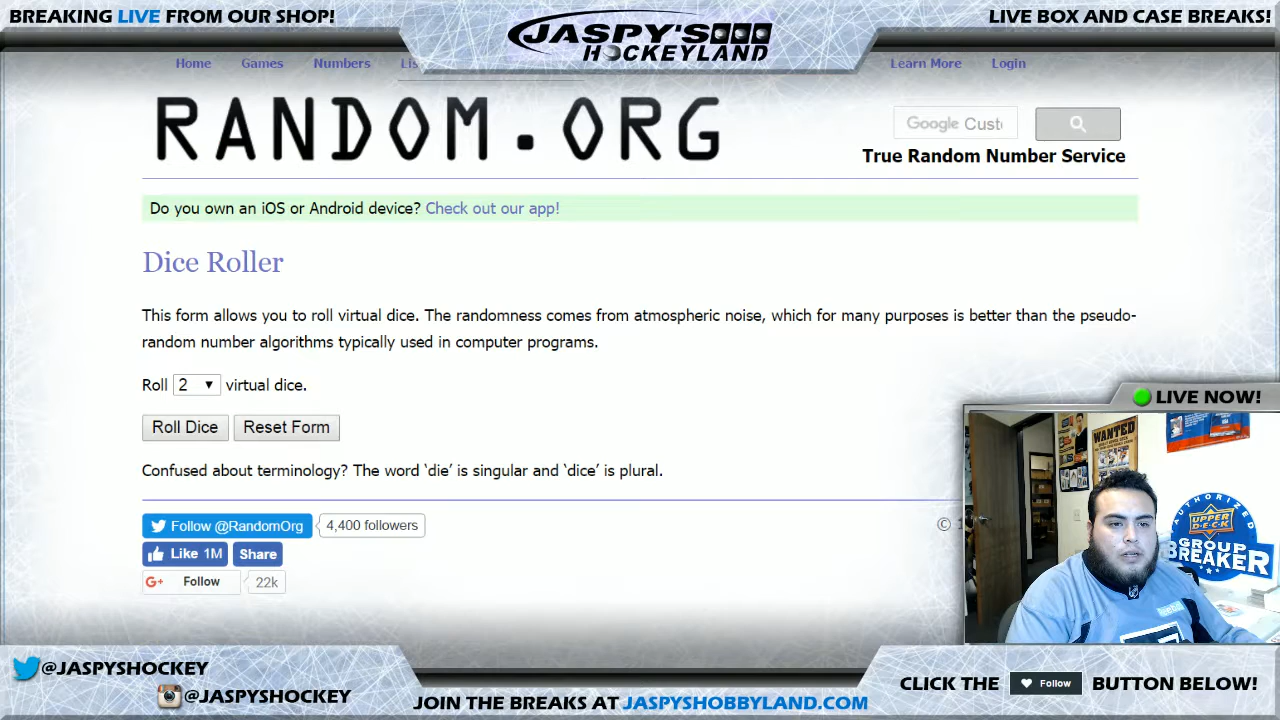 BREAKING LIVE FROM OUR SHOP!
JASPY'S
HOCKEYLAND
LIVE BOX AND CASE BREAKS!
Home Games Numbers Lis Learn More Login
RANDOM.ORG
Google Cust
True Random Number Service
Do you own an iOS or Android device? Check out our app!
Dice Roller
This form allows you to roll virtual dice. The randomness comes from atmospheric noise, which for many purposes is better than the pseudo-
random number algorithms typically used in computer programs.
Roll 2 virtual dice.
Roll Dice Reset Form
Confused about terminology? The word ‘die’ is singular and ‘dice’ is plural.
Follow @RandomOrg 4,400 followers
Like 1M Share
G+ Follow 22k
© 1
LIVE NOW!
WANTED
AUTHORIZED
UPPER
DECK
GROUP
BREAKER
@JASPYSHOCKEY
@JASPYSHOCKEY
JOIN THE BREAKS AT JASPYSHOBBYLAND.COM
CLICK THE Follow BUTTON BELOW!